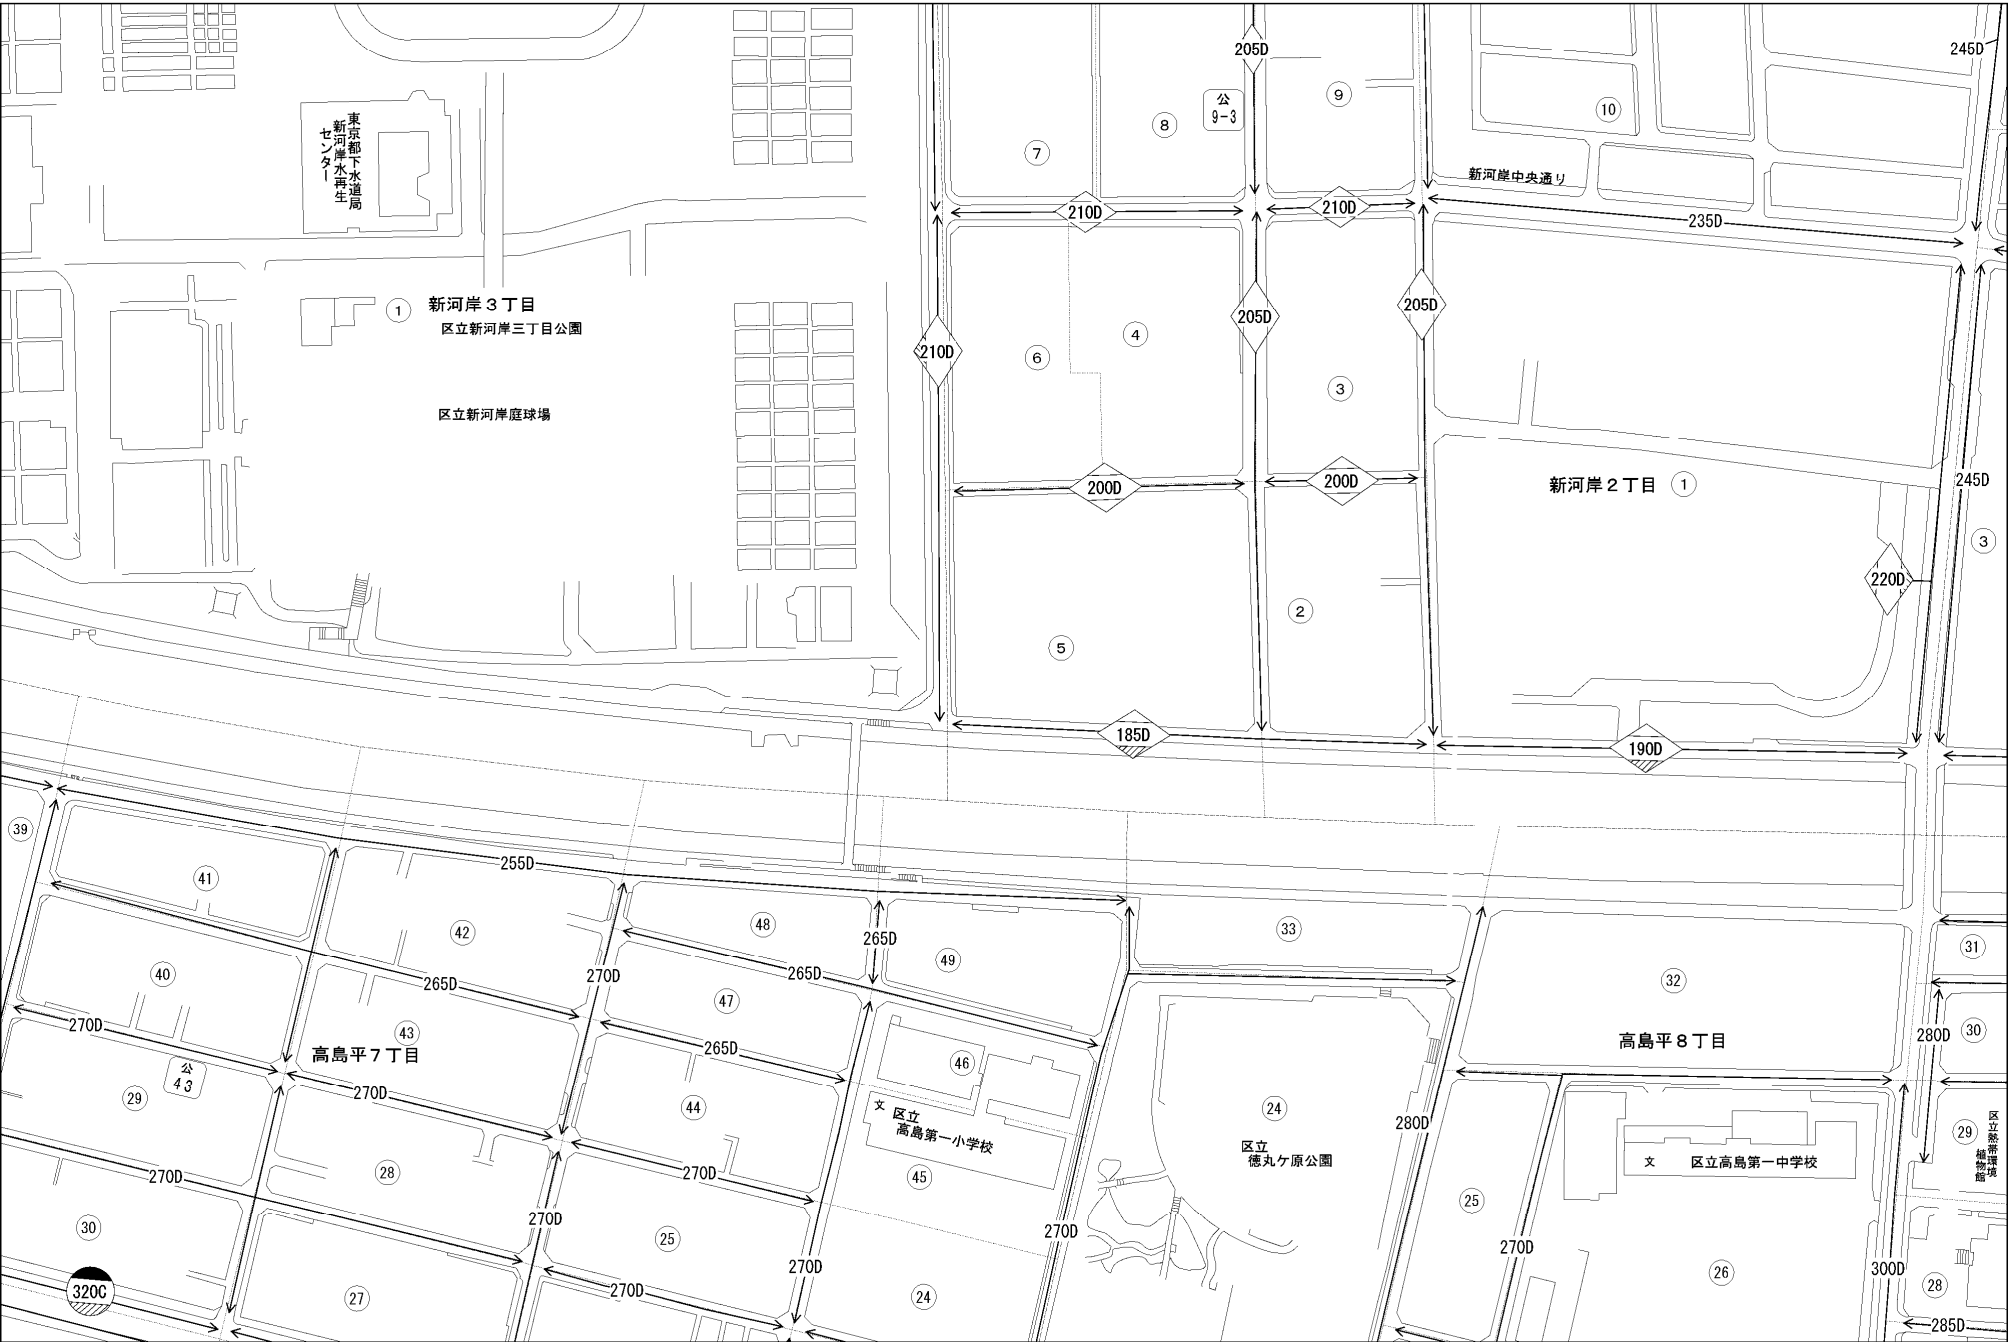 205D
245D
公
9-3
⑨
⑩
⑧
⑦
東京都下水道局
新河岸水再生
センター
新河岸中央通り
210D
210D
235D
① 新河岸3丁目
区立新河岸三丁目公園
区立新河岸庭球場
210D
⑥
④
205D
205D
③
200D
200D
新河岸2丁目 ①
245D
③
220D
②
⑤
185D
190D
㊴
㊶
255D
㊷
㊽
265D
㊾
㉝
㉜
㉛
㊵
265D
270D
265D
㊼
270D
㊸
高島平7丁目
265D
㊻
高島平8丁目
280D
㉚
公
43
㉙
270D
㊹
文 区立
高島第一小学校
㉔
区立
徳丸ケ原公園
280D
文 区立高島第一中学校
㉙
区立熱帯環境
植物館
270D
㉘
270D
㊺
㉕
㉚
270D
㉕
270D
270D
270D
㉖
300D
㉘
320C
㉗
270D
㉔
285D